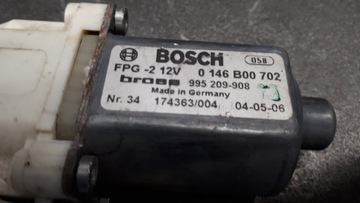 BOSCH 058
FPG -2 12V 0 146 B00 702
brose 995 209-908
Made in Germany
Nr. 34 174363/004 04-05-06